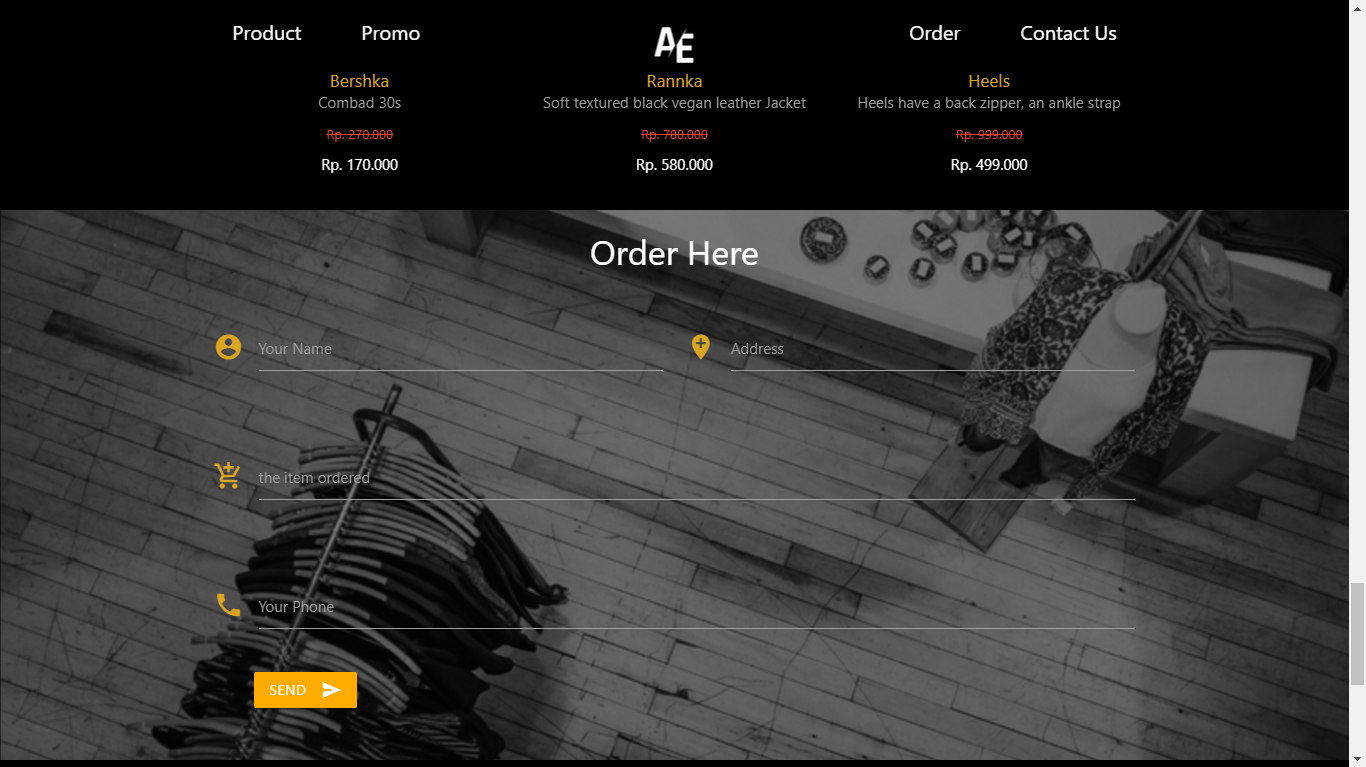 Product Promo AE Order Contact Us
Bershka Rannka Heels
Combad 30s Soft textured black vegan leather Jacket Heels have a back zipper, an ankle strap
Rp. 270.000 Rp. 780.000 Rp. 999.000
Rp. 170.000 Rp. 580.000 Rp. 499.000
Order Here
Your Name Address
the item ordered
Your Phone
SEND